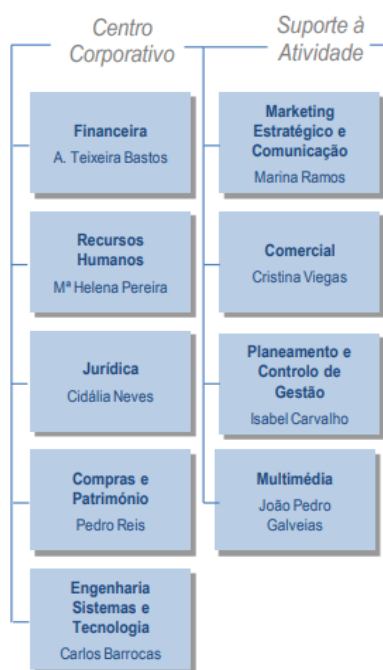 Centro
Corporativo
Financeira
A. Teixeira Bastos
Recursos
Humanos
Mª Helena Pereira
Jurídica
Cidália Neves
Compras e
Património
Pedro Reis
Engenharia
Sistemas e
Tecnologia
Carlos Barrocas
Suporte à
Atividade
Marketing
Estratégico e
Comunicação
Marina Ramos
Comercial
Cristina Viegas
Planeamento e
Controlo de
Gestão
Isabel Carvalho
Multimédia
João Pedro
Galveias